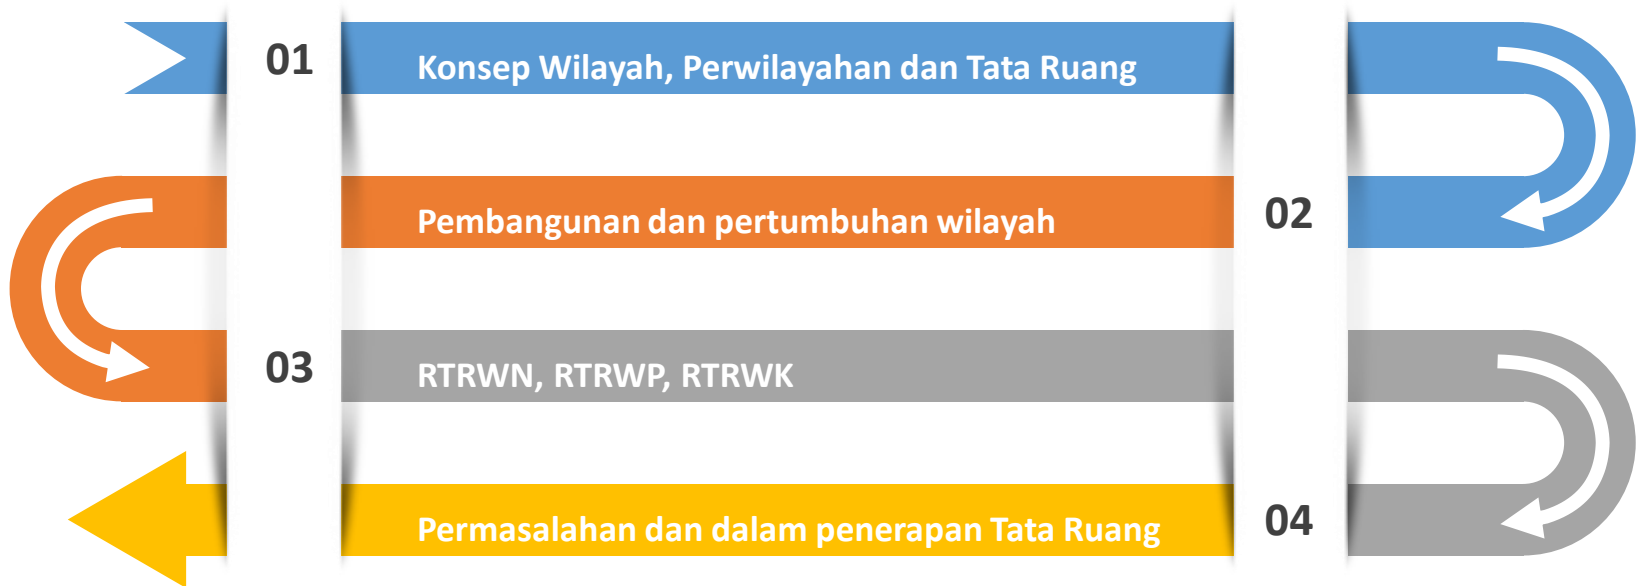 01 Konsep Wilayah, Perwilayahan dan Tata Ruang
Pembangunan dan pertumbuhan wilayah 02
03 RTRWN, RTRWP, RTRWK
Permasalahan dan dalam penerapan Tata Ruang 04